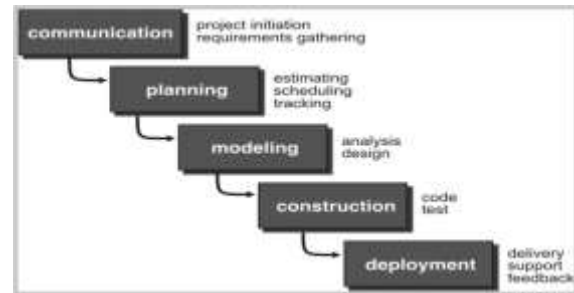 communication
project initiation
requirements gathering
planning
estimating
scheduling
tracking
modeling
analysis
design
construction
code
test
deployment
delivery
support
feedback